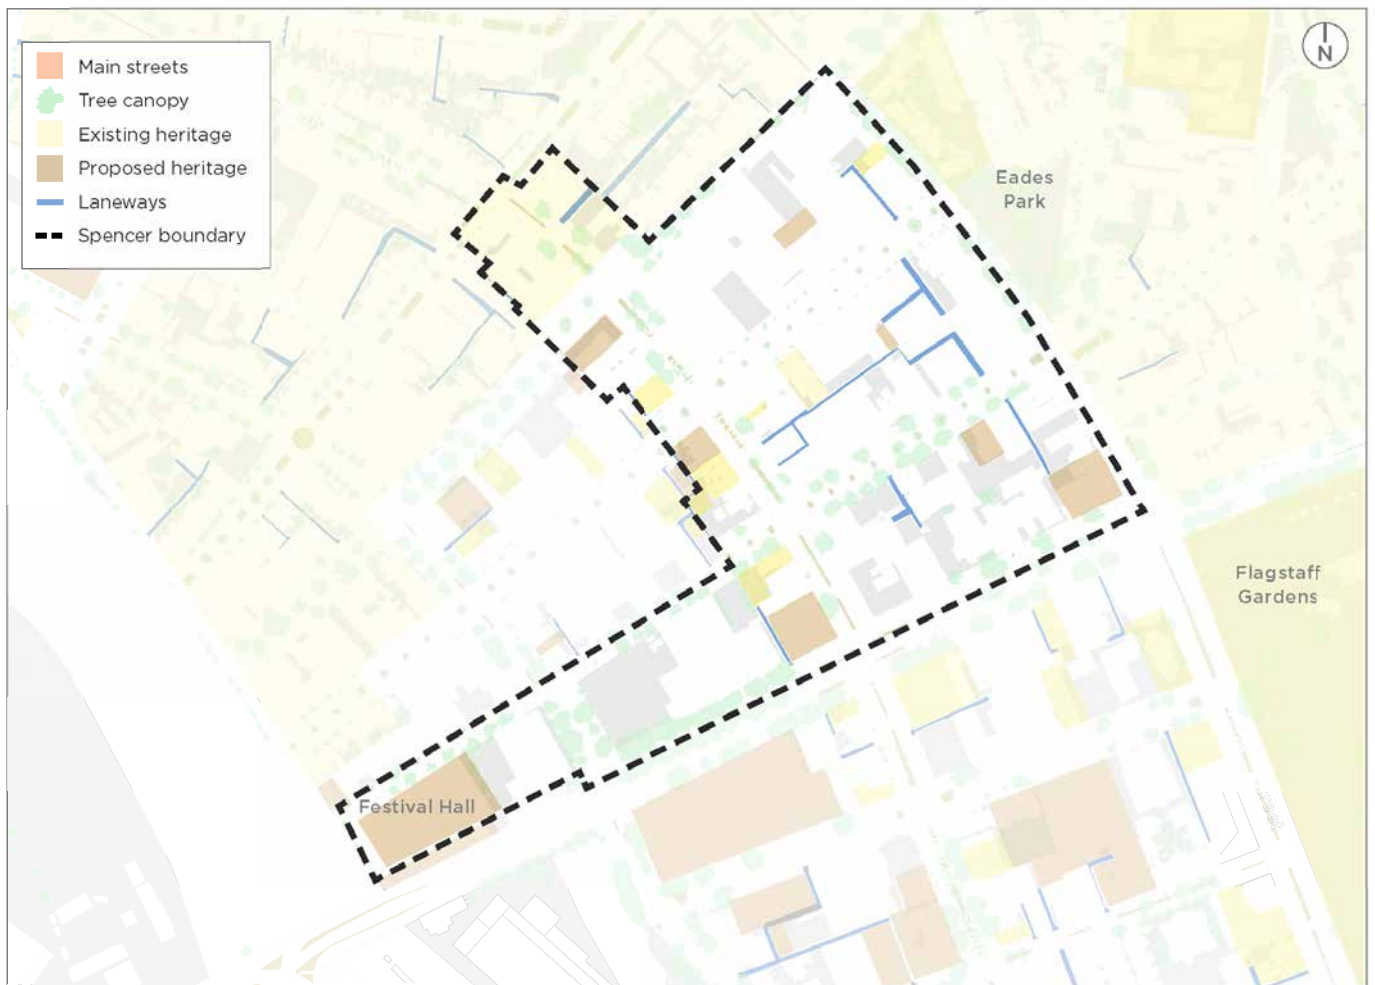 Main streets
Tree canopy
Existing heritage
Proposed heritage
Laneways
Spencer boundary
N
Eades
Park
Flagstaff
Gardens
Festival Hall